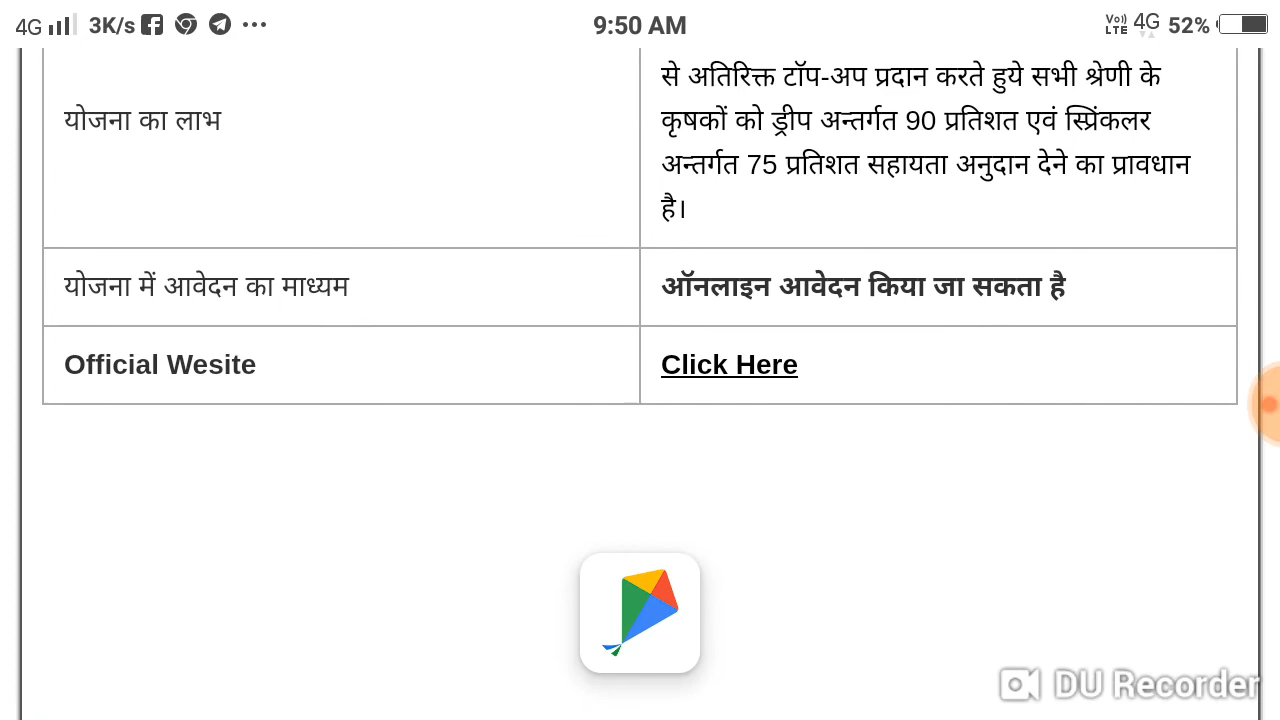 4G 3K/s 9:50 AM Vo)) LTE 4G 52%
से अतिरिक्त टॉप-अप प्रदान करते हुये सभी श्रेणी के
योजना का लाभ
कृषकों को ड्रीप अन्तर्गत 90 प्रतिशत एवं स्प्रिंकलर
अन्तर्गत 75 प्रतिशत सहायता अनुदान देने का प्रावधान
है।
योजना में आवेदन का माध्यम
ऑनलाइन आवेदन किया जा सकता है
Official Wesite
Click Here
DU Recorder